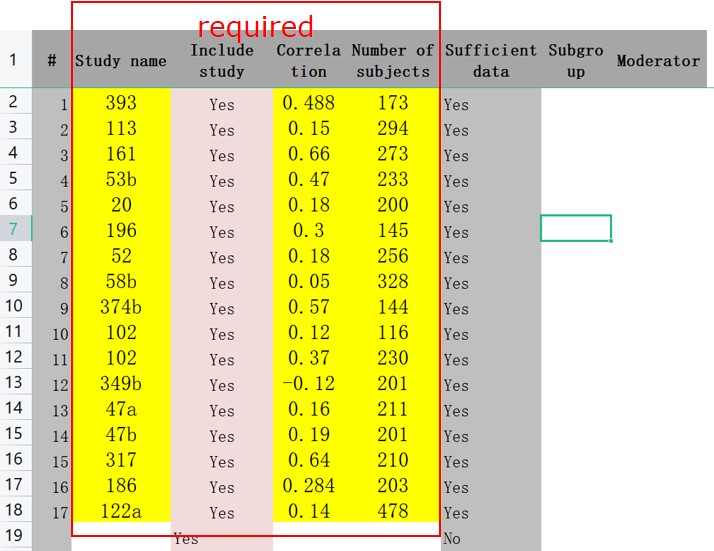 required
1 # Study name Include study Correla tion Number of subjects Sufficient data Subgro up Moderator
2 1 393 Yes 0.488 173 Yes
3 2 113 Yes 0.15 294 Yes
4 3 161 Yes 0.66 273 Yes
5 4 53b Yes 0.47 233 Yes
6 5 20 Yes 0.18 200 Yes
7 6 196 Yes 0.3 145 Yes
8 7 52 Yes 0.18 256 Yes
9 8 58b Yes 0.05 328 Yes
10 9 374b Yes 0.57 144 Yes
11 10 102 Yes 0.12 116 Yes
12 11 102 Yes 0.37 230 Yes
13 12 349b Yes -0.12 201 Yes
14 13 47a Yes 0.16 211 Yes
15 14 47b Yes 0.19 201 Yes
16 15 317 Yes 0.64 210 Yes
17 16 186 Yes 0.284 203 Yes
18 17 122a Yes 0.14 478 Yes
19 Yes No